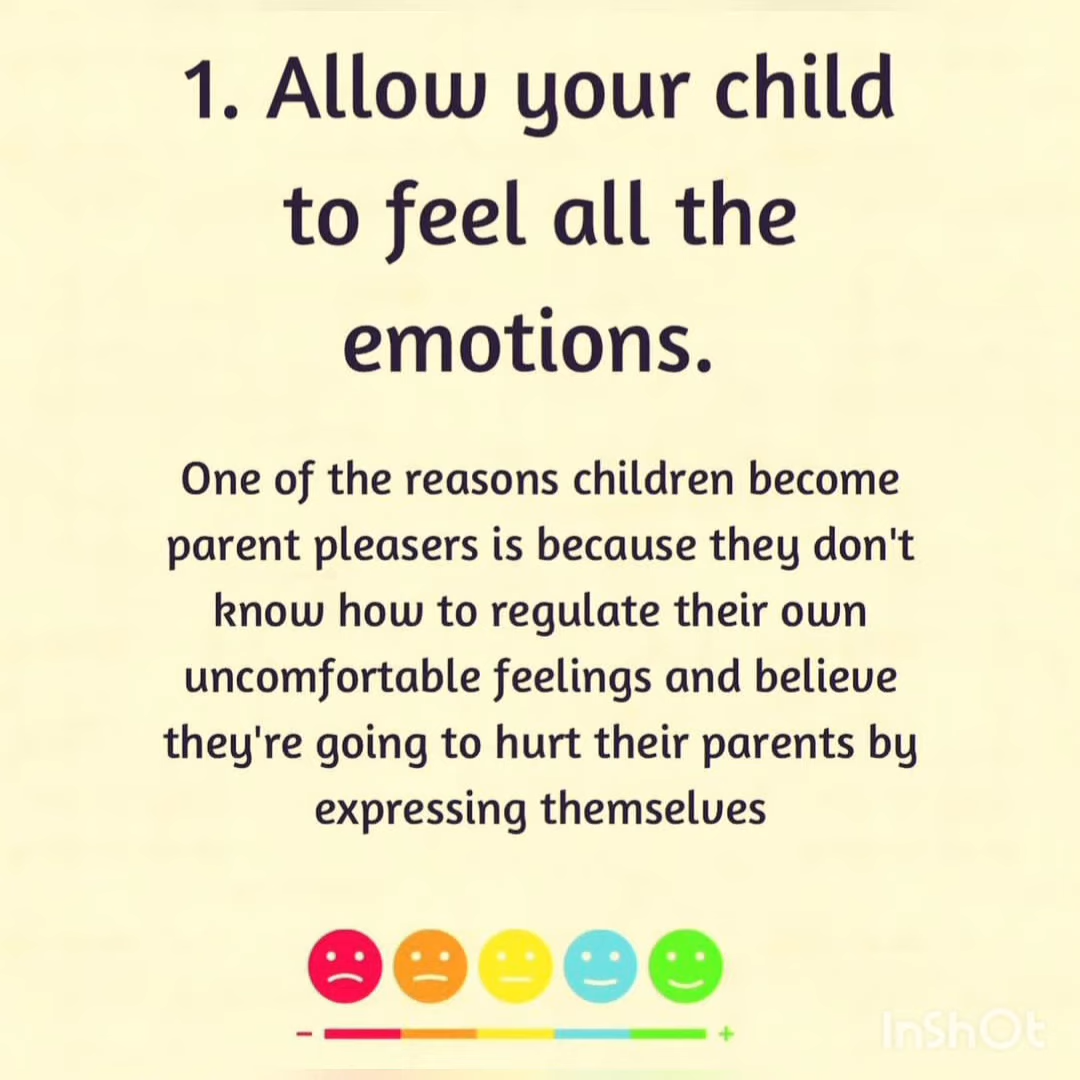 1. Allow your child
to feel all the
emotions.
One of the reasons children become
parent pleasers is because they don't
know how to regulate their own
uncomfortable feelings and believe
they're going to hurt their parents by
expressing themselves
- +
InShOt